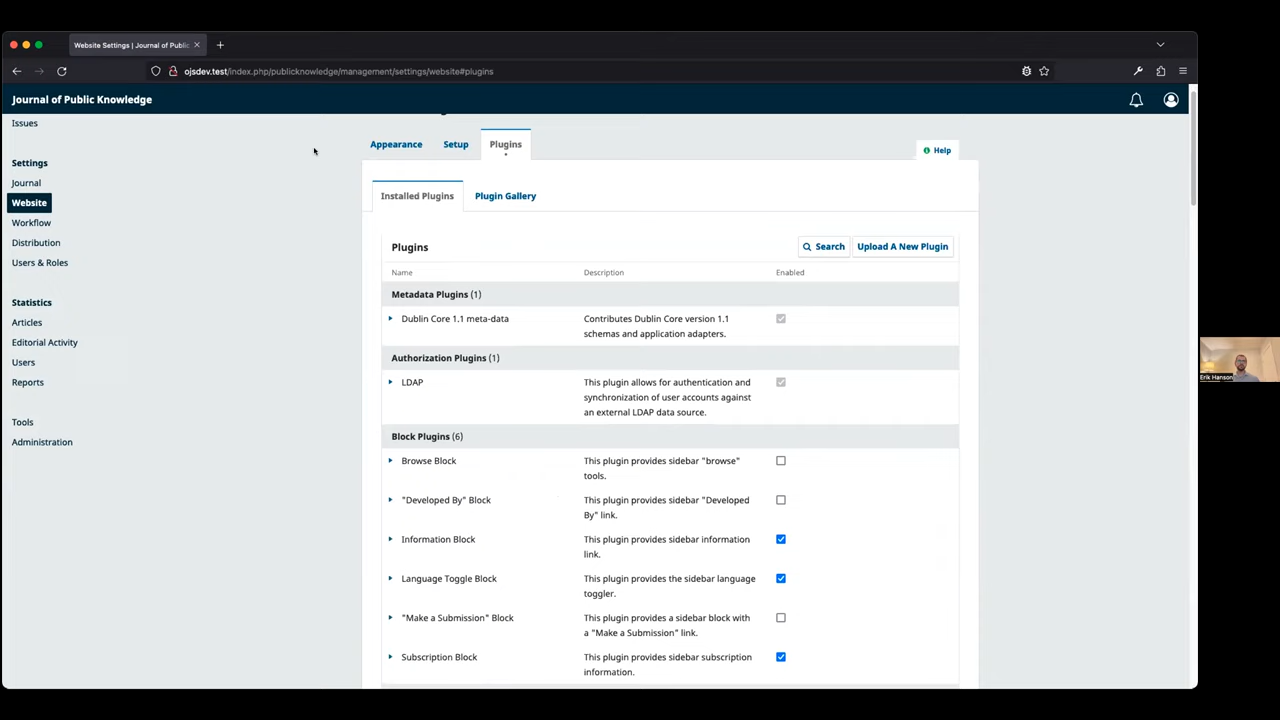 Website Settings | Journal of Public
ojsdev.test/index.php/publicknowledge/management/settings/website#plugins
Journal of Public Knowledge
Issues
Settings
Journal
Website
Workflow
Distribution
Users & Roles
Statistics
Articles
Editorial Activity
Users
Reports
Tools
Administration
Appearance Setup Plugins
Help
Installed Plugins Plugin Gallery
Plugins Search Upload A New Plugin
Name Description Enabled
Metadata Plugins (1)
Dublin Core 1.1 meta-data Contributes Dublin Core version 1.1
schemas and application adapters.
Authorization Plugins (1)
LDAP This plugin allows for authentication and
synchronization of user accounts against
an external LDAP data source.
Block Plugins (6)
Browse Block This plugin provides sidebar "browse"
tools.
"Developed By" Block This plugin provides sidebar "Developed
By" link.
Information Block This plugin provides sidebar information
link.
Language Toggle Block This plugin provides the sidebar language
toggler.
"Make a Submission" Block This plugin provides a sidebar block with
a "Make a Submission" link.
Subscription Block This plugin provides sidebar subscription
information.
Erik Hanson